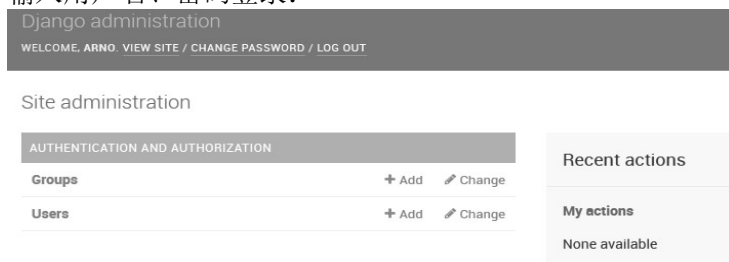 Django administration
WELCOME, ARNO. VIEW SITE / CHANGE PASSWORD / LOG OUT
Site administration
AUTHENTICATION AND AUTHORIZATION
Groups + Add Change
Users + Add Change
Recent actions
My actions
None available